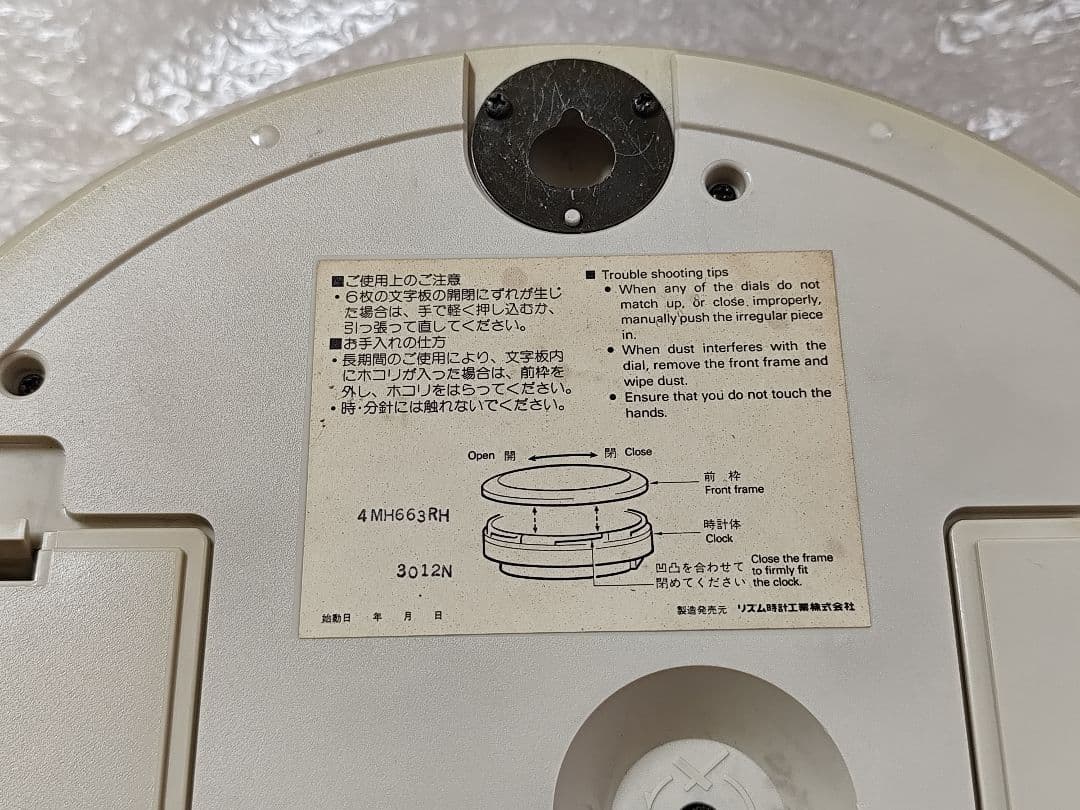 ■ご使用上のご注意
・6枚の文字板の開閉にずれが生じ
た場合は、手で軽く押し込むか、
引っ張って直してください。
■お手入れの仕方
・長期間のご使用により、文字板内
にホコリが入った場合は、前枠を
外し、ホコリをはらってください。
・時・分針には触れないでください。
■ Trouble shooting tips
● When any of the dials do not
match up, or close improperly,
manually push the irregular piece
in.
● When dust interferes with the
dial, remove the front frame and
wipe dust.
● Ensure that you do not touch the
hands.
Open 開 閉 Close
前枠
Front frame
4MH663RH
時計体
Clock
3012N
凹凸を合わせて
閉めてください
Close the frame
to firmly fit
the clock.
始動日 年 月 日
製造発売元 リズム時計工業株式会社